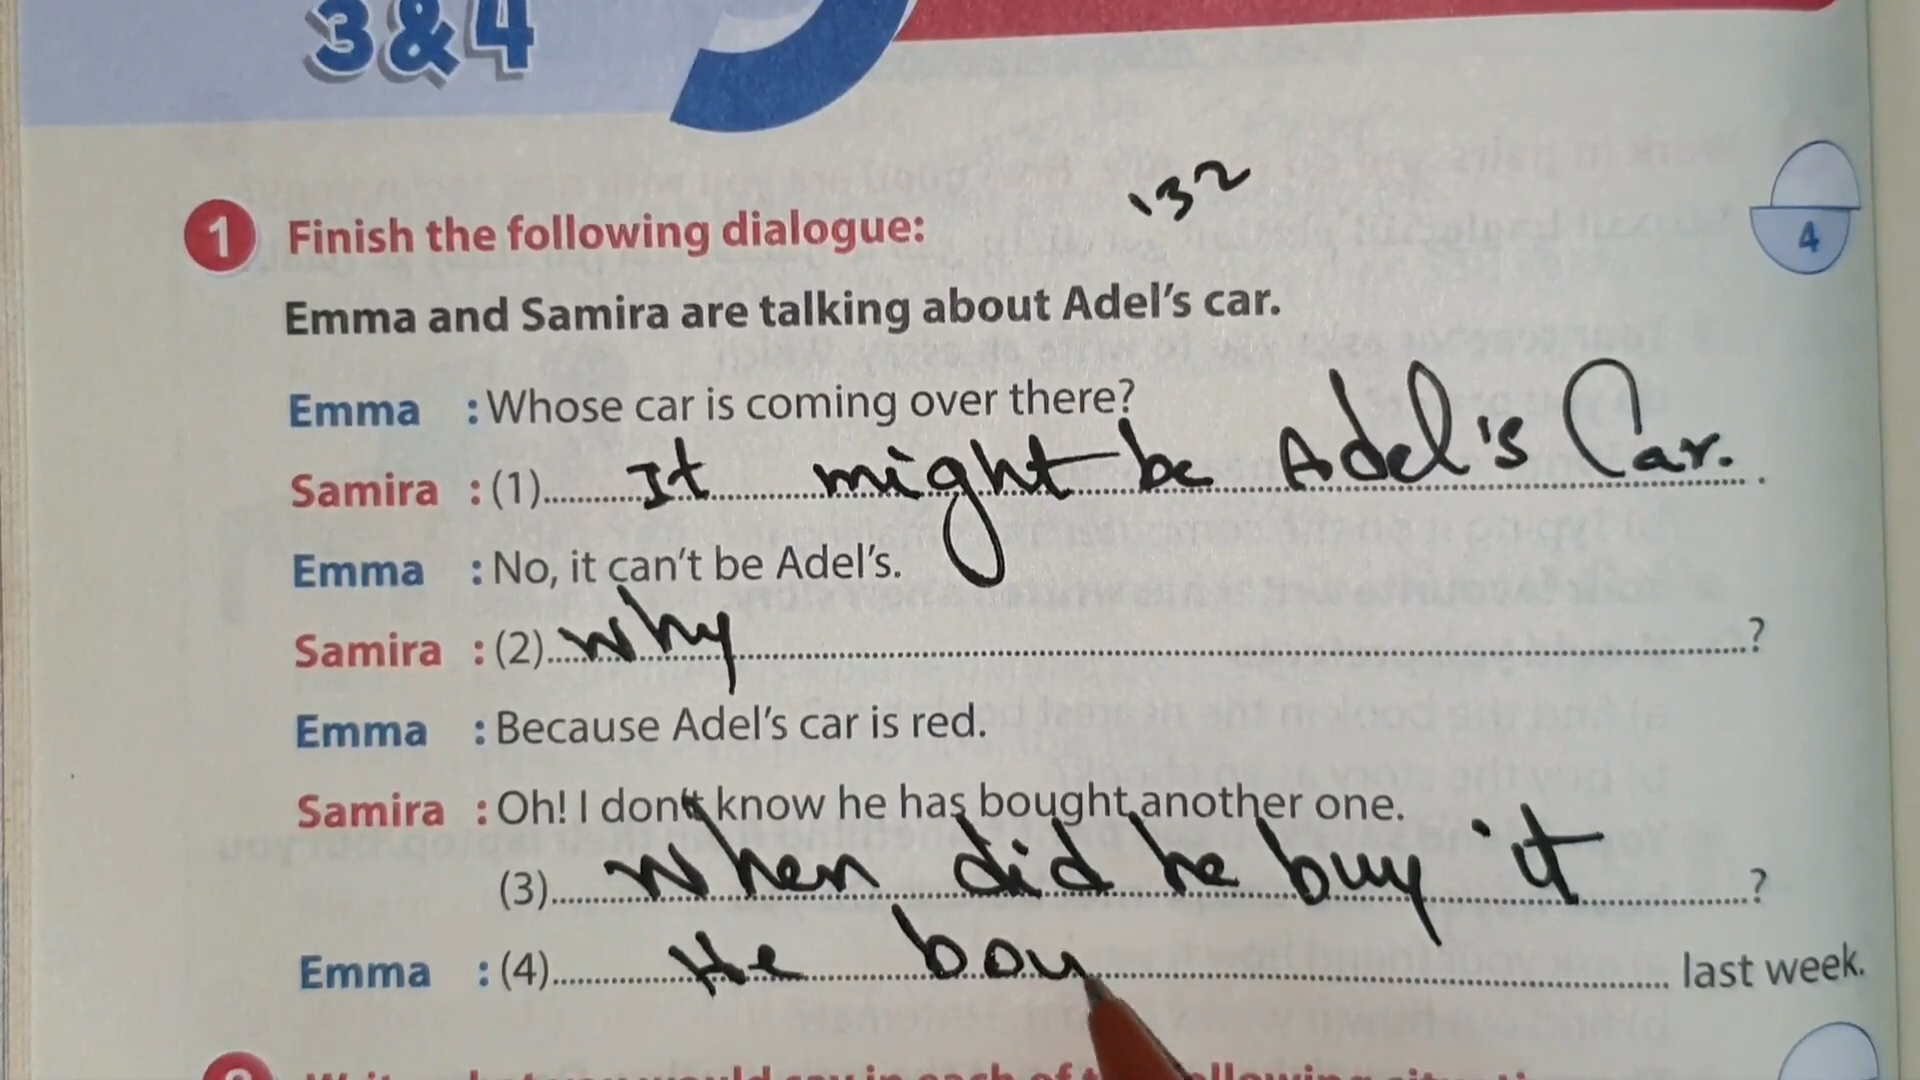 3&4
132
1 Finish the following dialogue:
4
Emma and Samira are talking about Adel's car.
Emma : Whose car is coming over there?
Samira : (1) It might be Adel's Car. .
Emma : No, it can't be Adel's.
Samira : (2) Why ?
Emma : Because Adel's car is red.
Samira : Oh! I don't know he has bought another one.
(3) When did he buy it ?
Emma : (4) He bou last week.